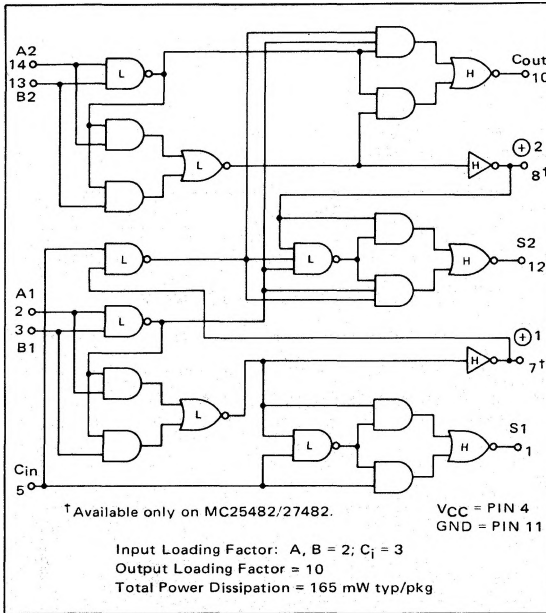 A2
14
13
B2
L
Cout
10
H
L
H
⊕ 2
8†
L
L
H
S2
12
A1
2
3
B1
L
L
H
⊕ 1
7†
L
H
S1
1
Cin
5
†Available only on MC25482/27482.
VCC = PIN 4
GND = PIN 11
Input Loading Factor: A, B = 2; Ci = 3
Output Loading Factor = 10
Total Power Dissipation = 165 mW typ/pkg